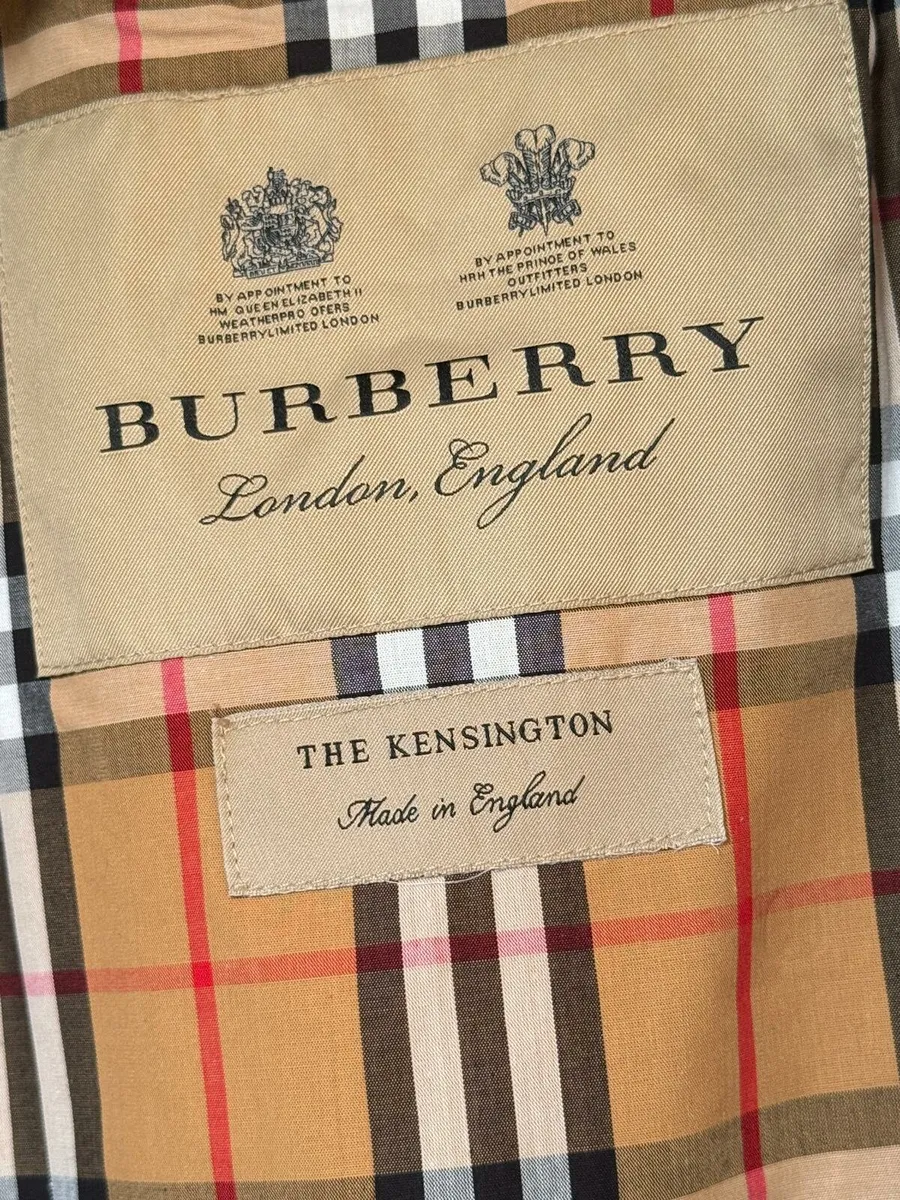 BY APPOINTMENT TO
HM QUEEN ELIZABETH II
WEATHERPRO OFERS
BURBERRYLIMITED LONDON
BY APPOINTMENT TO
HRH THE PRINOE OF WALES
OUTFITTERS
BURBERRYLIMITED LONDON
BURBERRY
London, England
THE KENSINGTON
Made in England